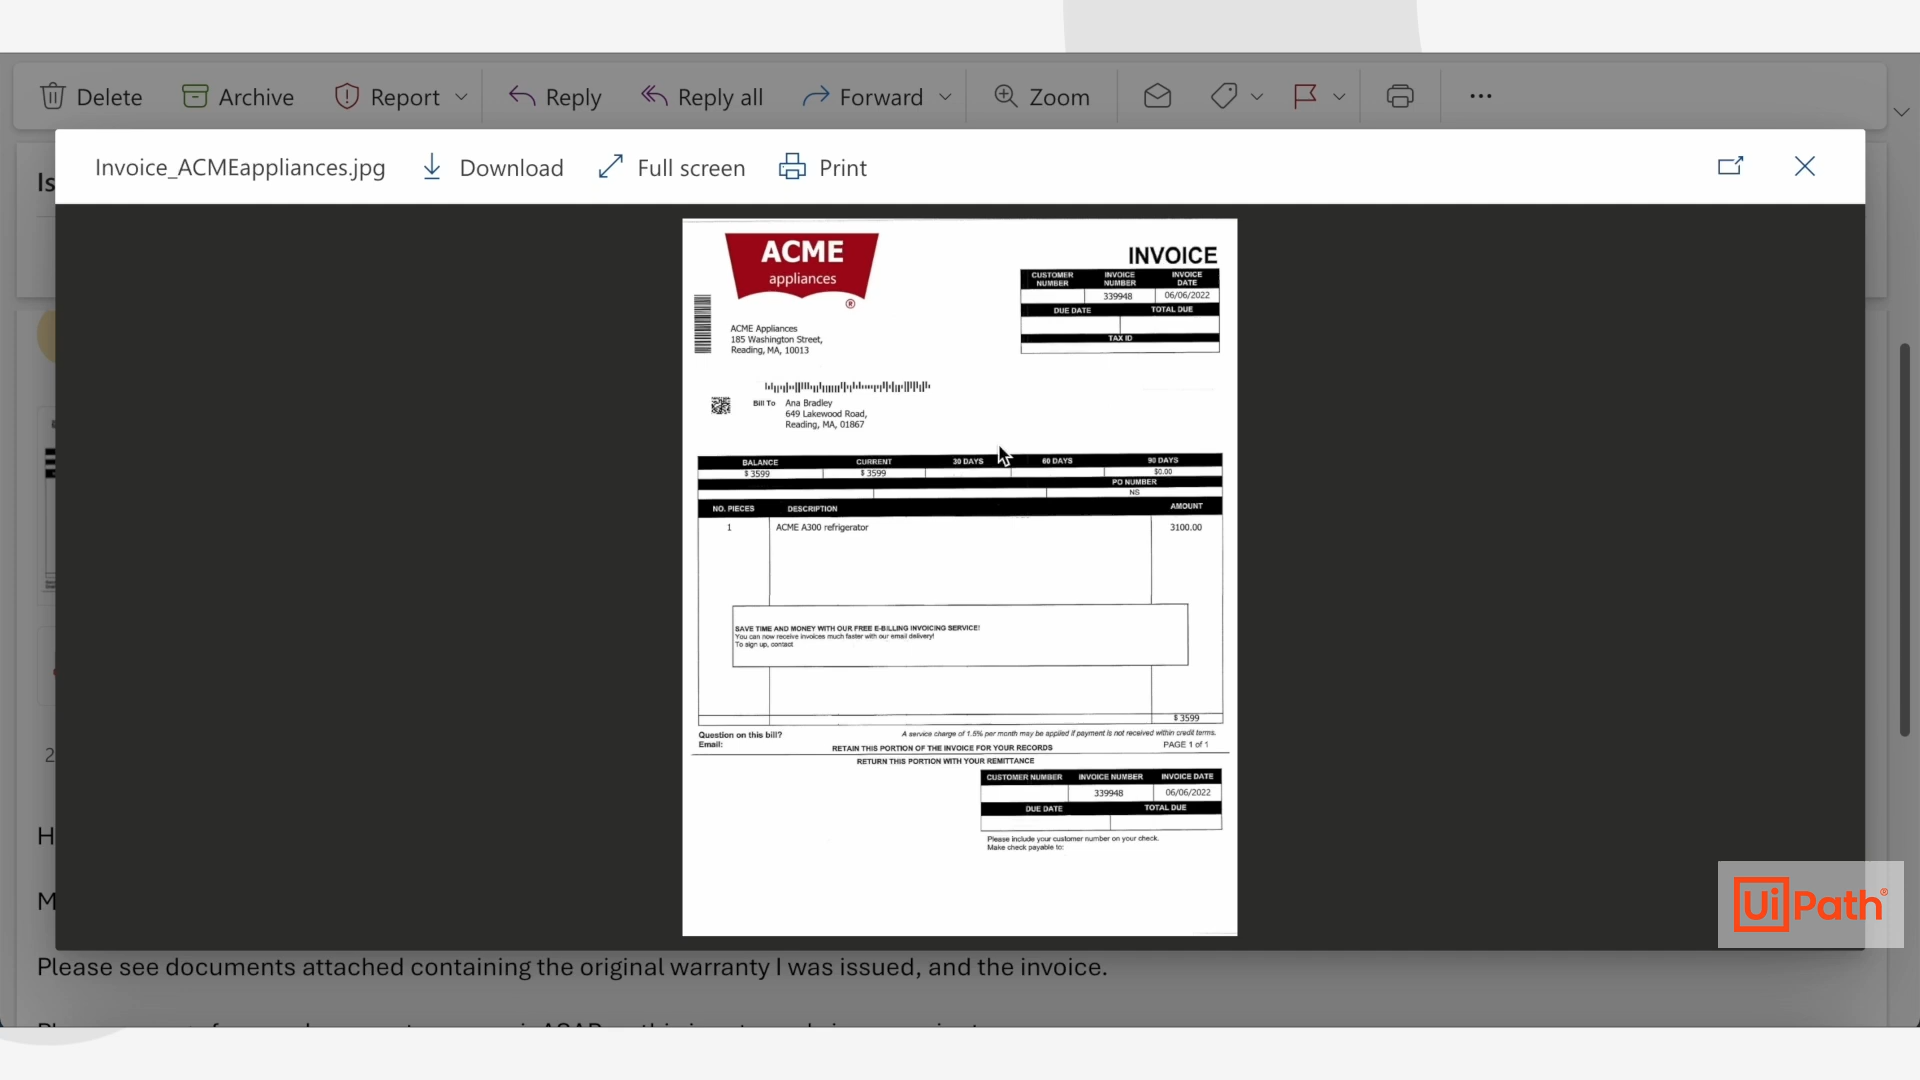 Delete
Archive
Report
Reply
Reply all
Forward
Zoom
Is
Invoice_ACMEappliances.jpg
Download
Full screen
Print
ACME
appliances
®
INVOICE
CUSTOMER NUMBER INVOICE NUMBER INVOICE DATE
339948 06/06/2022
DUE DATE TOTAL DUE
TAX ID
ACME Appliances
185 Washington Street,
Reading, MA, 10013
Bill To Ana Bradley
649 Lakewood Road,
Reading, MA, 01867
BALANCE CURRENT 30 DAYS 60 DAYS 90 DAYS
$ 3599 $ 3599 $0.00
PO NUMBER
NS
NO. PIECES DESCRIPTION AMOUNT
1 ACME A300 refrigerator 3100.00
SAVE TIME AND MONEY WITH OUR FREE E-BILLING INVOICING SERVICE!
You can now receive invoices much faster with our email delivery!
To sign up, contact
$ 3599
Question on this bill? A service charge of 1.5% per month may be applied if payment is not received within credit terms.
Email: RETAIN THIS PORTION OF THE INVOICE FOR YOUR RECORDS PAGE 1 of 1
RETURN THIS PORTION WITH YOUR REMITTANCE
CUSTOMER NUMBER INVOICE NUMBER INVOICE DATE
339948 06/06/2022
DUE DATE TOTAL DUE
Please include your customer number on your check.
Make check payable to:
2
H
M
UiPath®
Please see documents attached containing the original warranty I was issued, and the invoice.